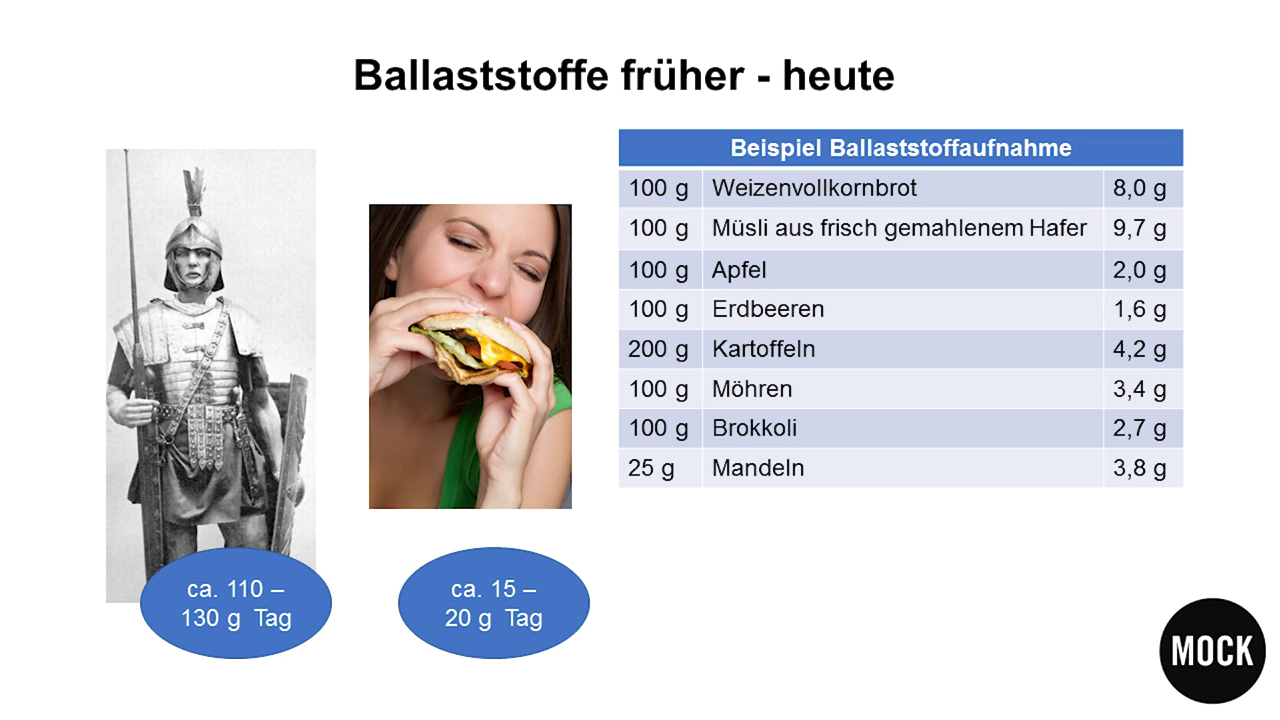 Ballaststoffe früher - heute
Beispiel Ballaststoffaufnahme
100 g Weizenvollkornbrot 8,0 g
100 g Müsli aus frisch gemahlenem Hafer 9,7 g
100 g Apfel 2,0 g
100 g Erdbeeren 1,6 g
200 g Kartoffeln 4,2 g
100 g Möhren 3,4 g
100 g Brokkoli 2,7 g
25 g Mandeln 3,8 g
ca. 110 –
130 g Tag
ca. 15 –
20 g Tag
MOCK